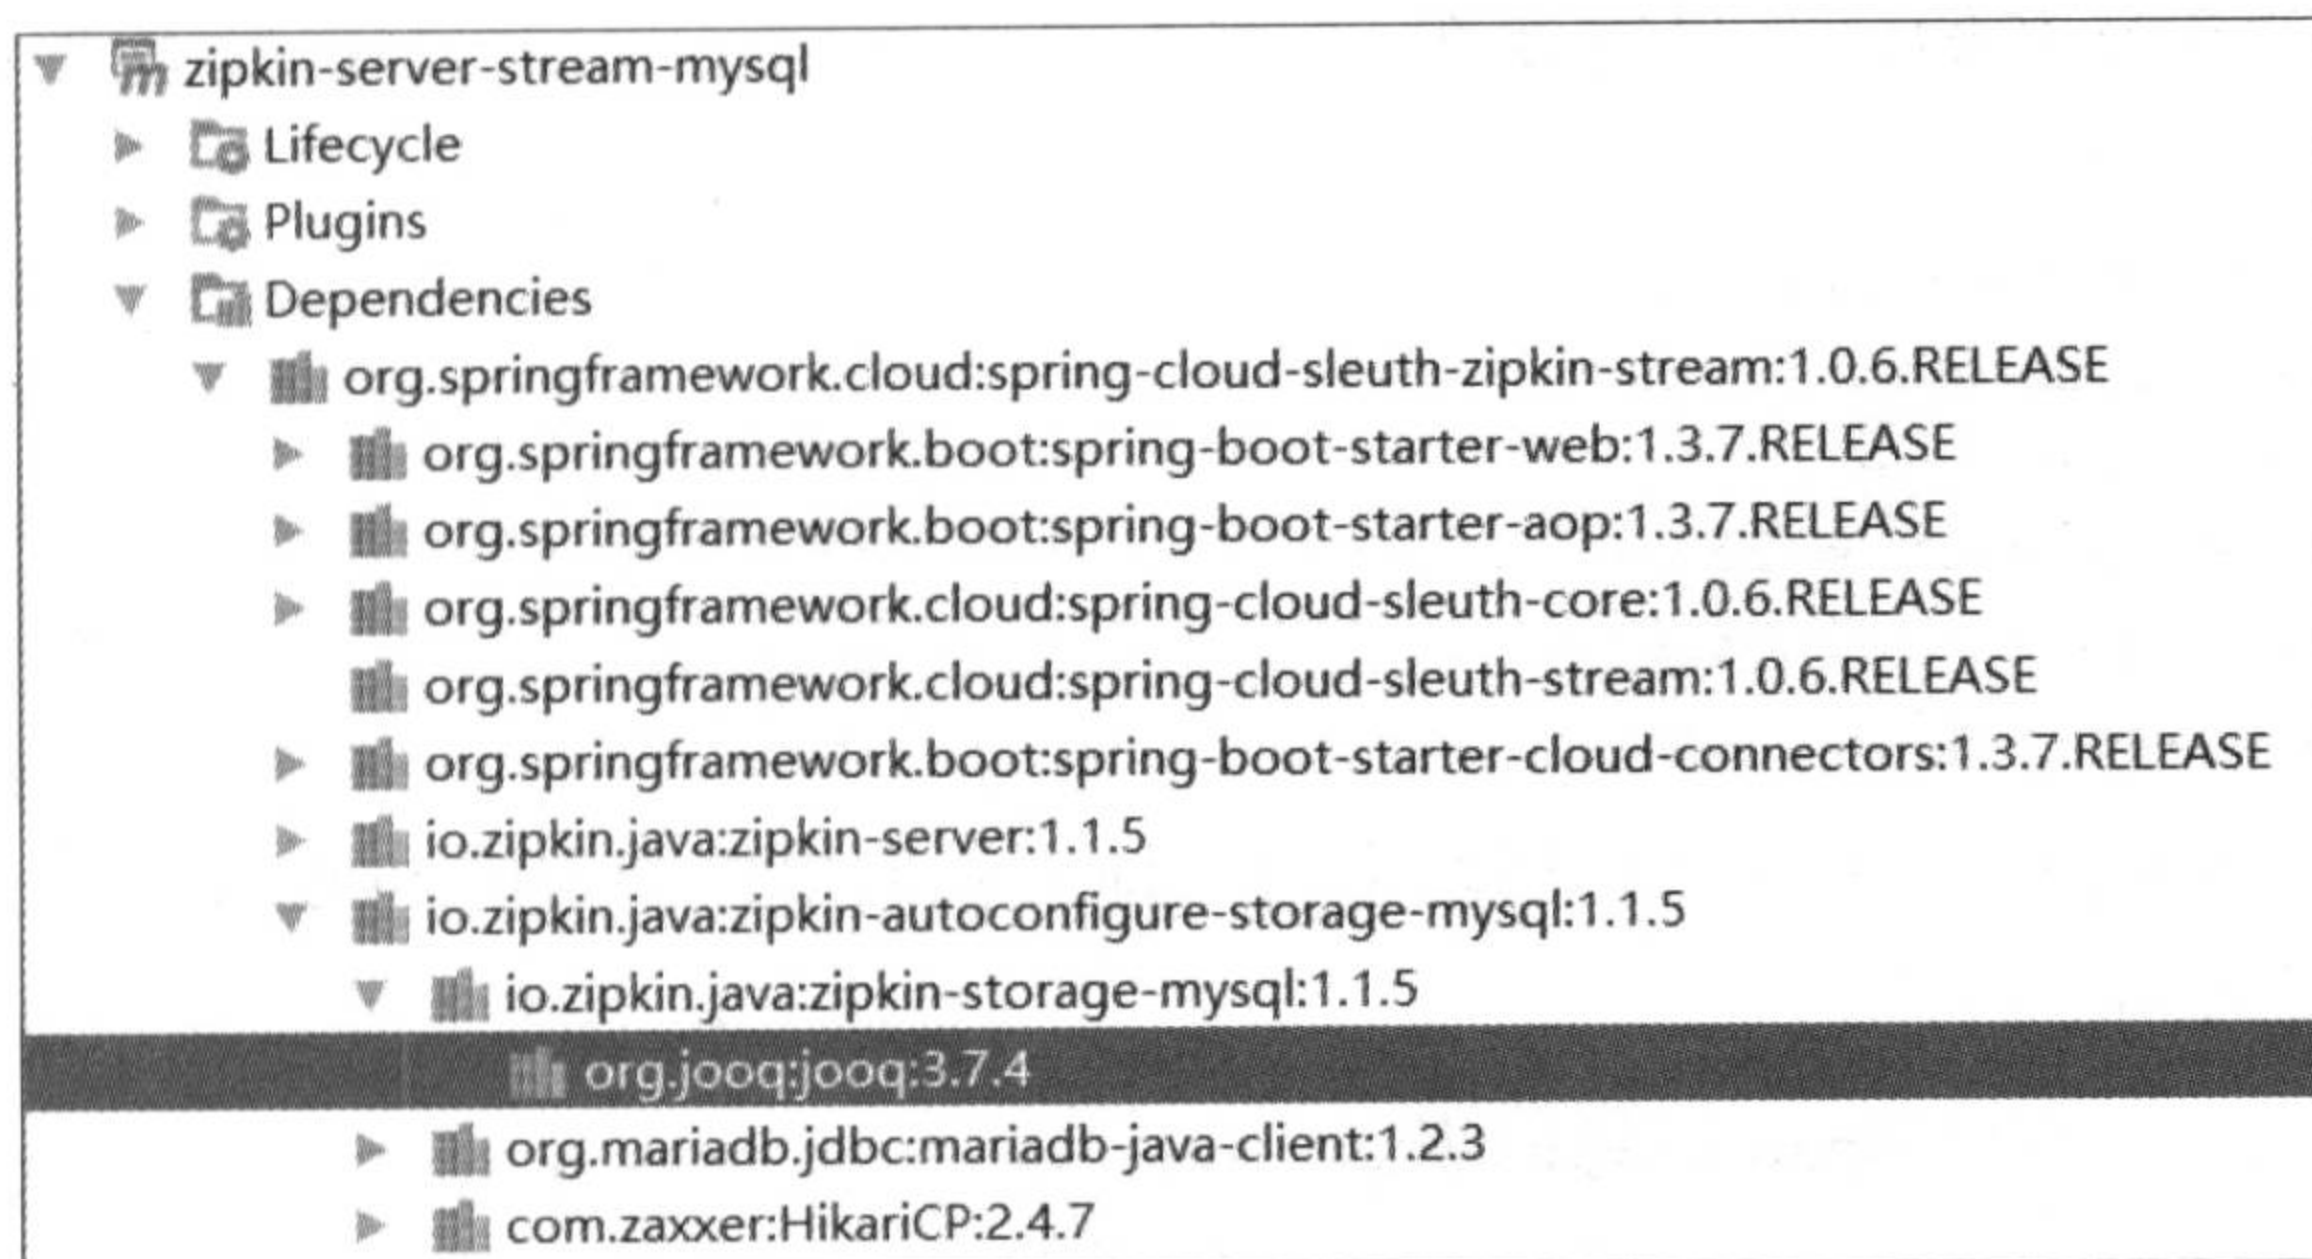 zipkin-server-stream-mysql
Lifecycle
Plugins
Dependencies
org.springframework.cloud:spring-cloud-sleuth-zipkin-stream:1.0.6.RELEASE
org.springframework.boot:spring-boot-starter-web:1.3.7.RELEASE
org.springframework.boot:spring-boot-starter-aop:1.3.7.RELEASE
org.springframework.cloud:spring-cloud-sleuth-core:1.0.6.RELEASE
org.springframework.cloud:spring-cloud-sleuth-stream:1.0.6.RELEASE
org.springframework.boot:spring-boot-starter-cloud-connectors:1.3.7.RELEASE
io.zipkin.java:zipkin-server:1.1.5
io.zipkin.java:zipkin-autoconfigure-storage-mysql:1.1.5
io.zipkin.java:zipkin-storage-mysql:1.1.5
org.jooq:jooq:3.7.4
org.mariadb.jdbc:mariadb-java-client:1.2.3
com.zaxxer:HikariCP:2.4.7